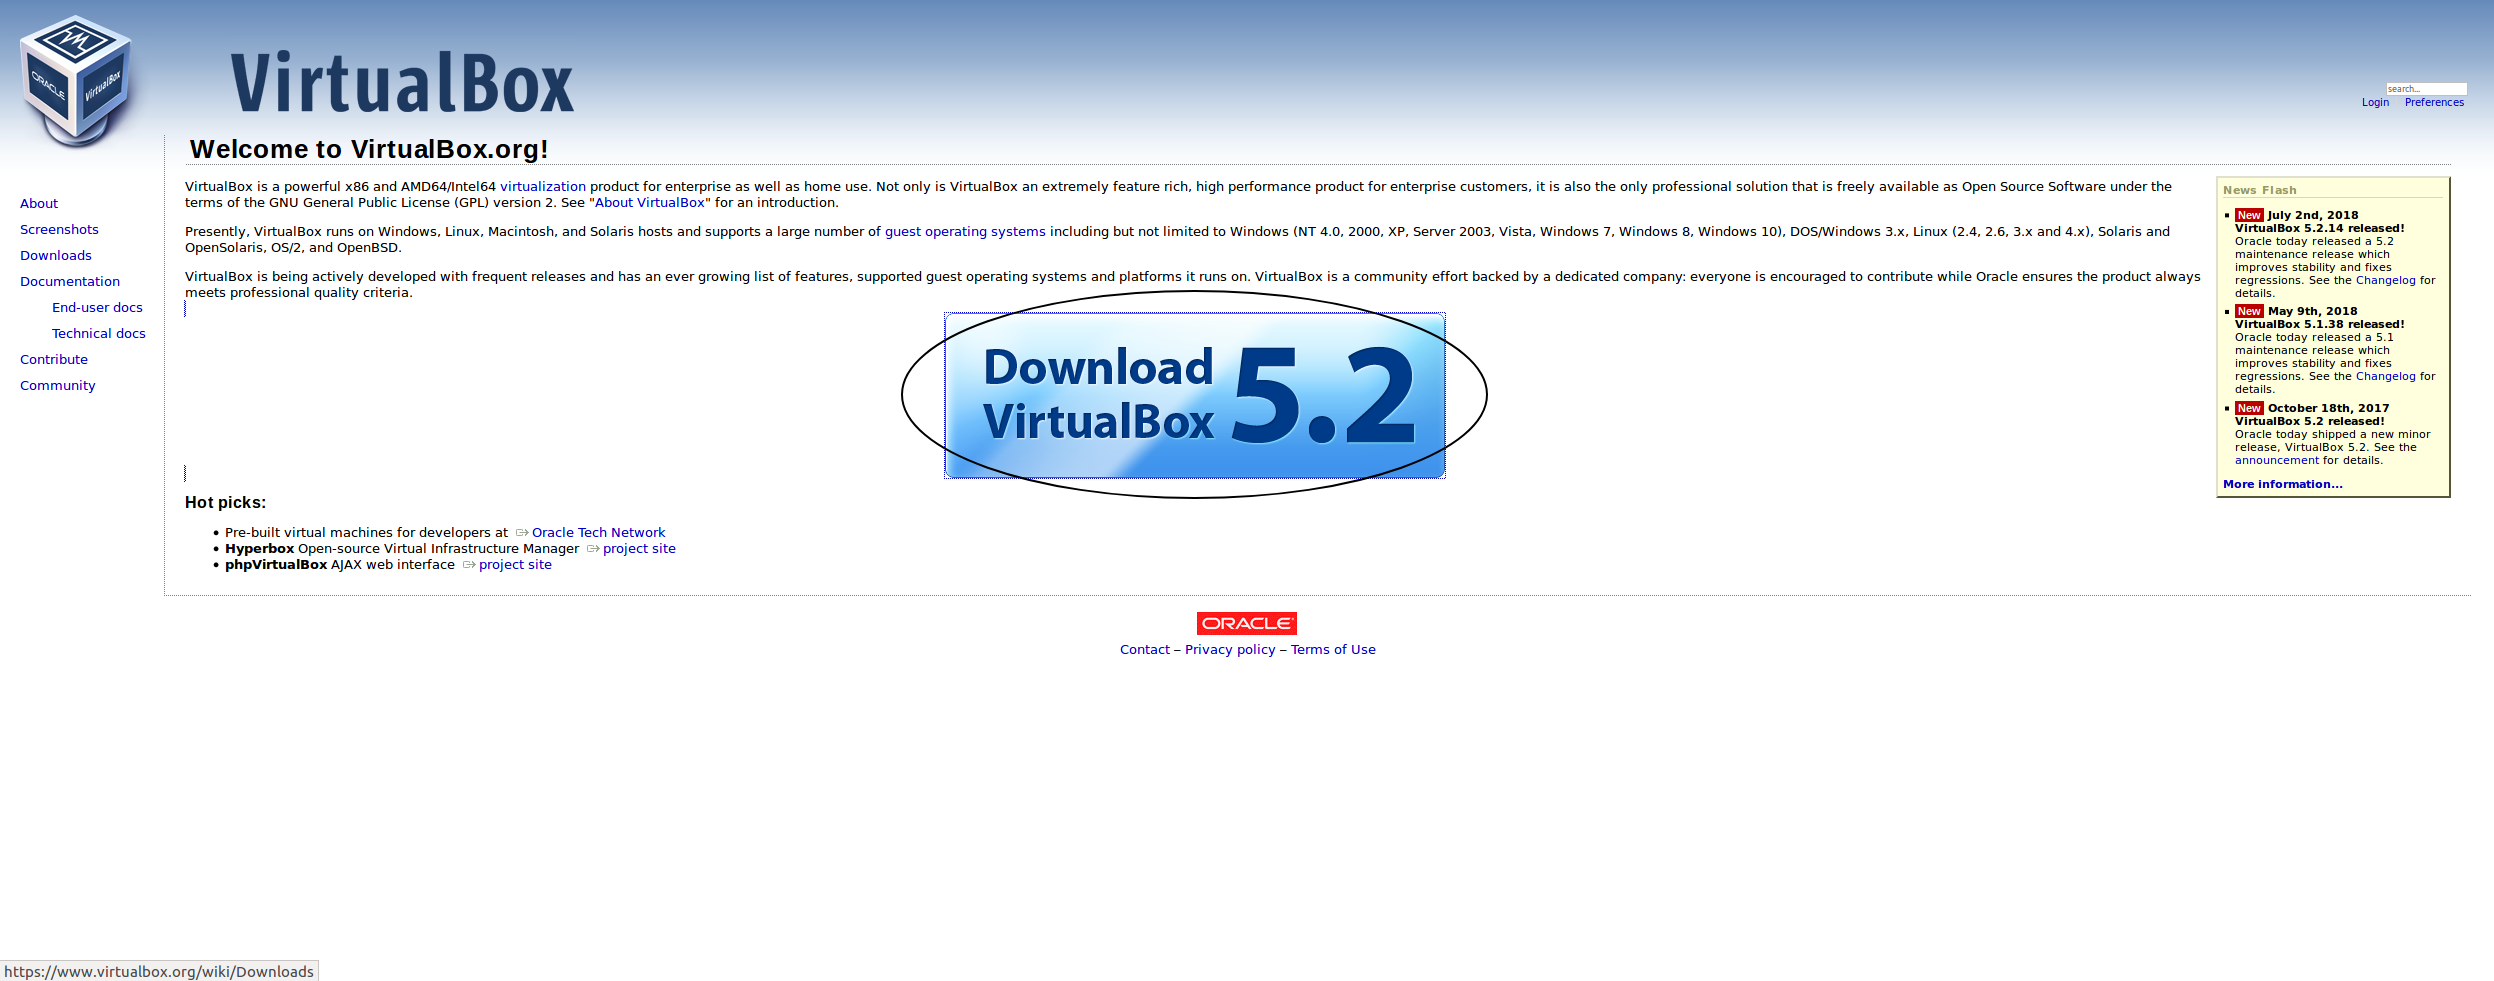 ORACLE
VirtualBox
VirtualBox
search...
Login Preferences
Welcome to VirtualBox.org!
About
Screenshots
Downloads
Documentation
End-user docs
Technical docs
Contribute
Community
VirtualBox is a powerful x86 and AMD64/Intel64 virtualization product for enterprise as well as home use. Not only is VirtualBox an extremely feature rich, high performance product for enterprise customers, it is also the only professional solution that is freely available as Open Source Software under the
terms of the GNU General Public License (GPL) version 2. See "About VirtualBox" for an introduction.
Presently, VirtualBox runs on Windows, Linux, Macintosh, and Solaris hosts and supports a large number of guest operating systems including but not limited to Windows (NT 4.0, 2000, XP, Server 2003, Vista, Windows 7, Windows 8, Windows 10), DOS/Windows 3.x, Linux (2.4, 2.6, 3.x and 4.x), Solaris and
OpenSolaris, OS/2, and OpenBSD.
VirtualBox is being actively developed with frequent releases and has an ever growing list of features, supported guest operating systems and platforms it runs on. VirtualBox is a community effort backed by a dedicated company: everyone is encouraged to contribute while Oracle ensures the product always
meets professional quality criteria.
Download
VirtualBox 5.2
Hot picks:
• Pre-built virtual machines for developers at Oracle Tech Network
• Hyperbox Open-source Virtual Infrastructure Manager project site
• phpVirtualBox AJAX web interface project site
News Flash
New July 2nd, 2018
VirtualBox 5.2.14 released!
Oracle today released a 5.2
maintenance release which
improves stability and fixes
regressions. See the Changelog for
details.
New May 9th, 2018
VirtualBox 5.1.38 released!
Oracle today released a 5.1
maintenance release which
improves stability and fixes
regressions. See the Changelog for
details.
New October 18th, 2017
VirtualBox 5.2 released!
Oracle today shipped a new minor
release, VirtualBox 5.2. See the
announcement for details.
More information...
ORACLE
Contact – Privacy policy – Terms of Use
https://www.virtualbox.org/wiki/Downloads